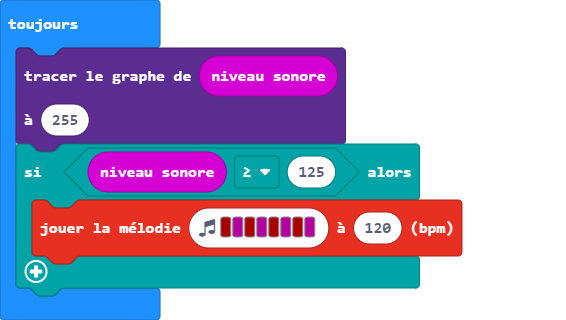 toujours
tracer le graphe de niveau sonore
à 255
si niveau sonore ≥ 125 alors
jouer la mélodie à 120 (bpm)